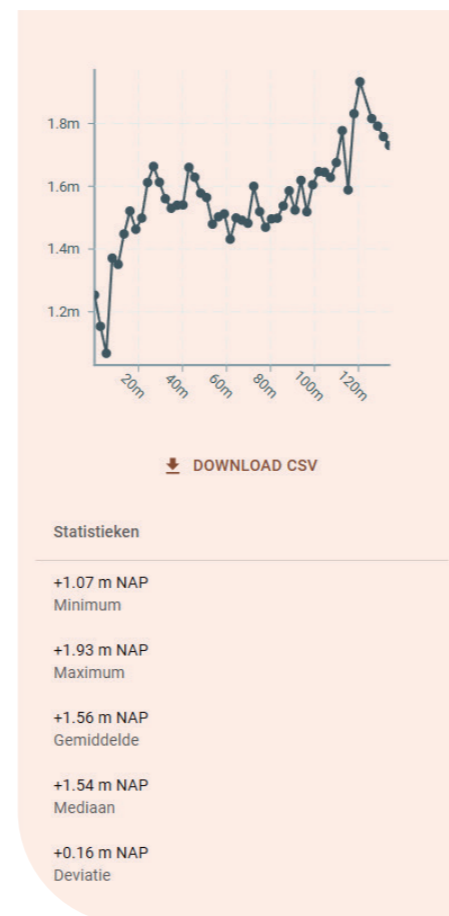 1.8m
1.6m
1.4m
1.2m
20m 40m 60m 80m 100m 120m
DOWNLOAD CSV
Statistieken
+1.07 m NAP
Minimum
+1.93 m NAP
Maximum
+1.56 m NAP
Gemiddelde
+1.54 m NAP
Mediaan
+0.16 m NAP
Deviatie